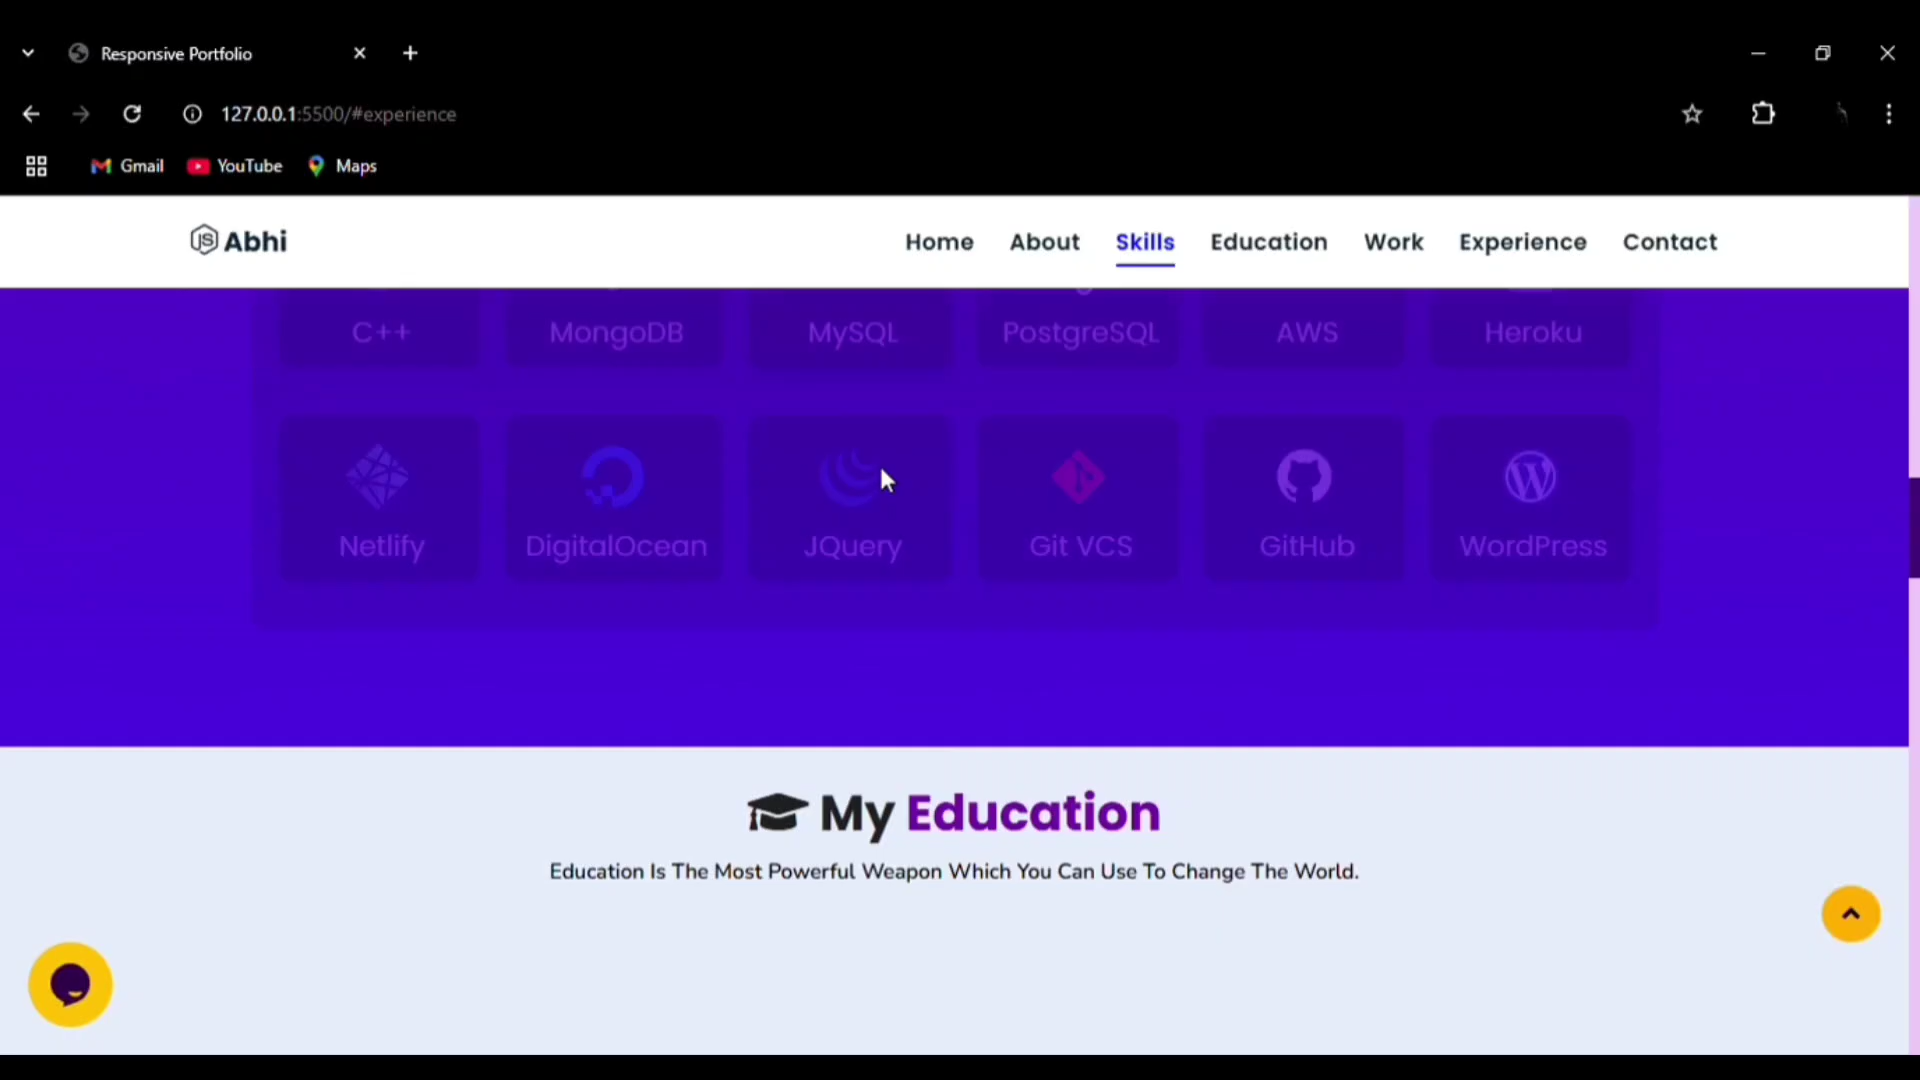 Responsive Portfolio
127.0.0.1:5500/#experience
Gmail YouTube Maps
JS Abhi Home About Skills Education Work Experience Contact
C++ MongoDB MySQL PostgreSQL AWS Heroku
Netlify DigitalOcean JQuery Git VCS GitHub WordPress
My Education
Education Is The Most Powerful Weapon Which You Can Use To Change The World.